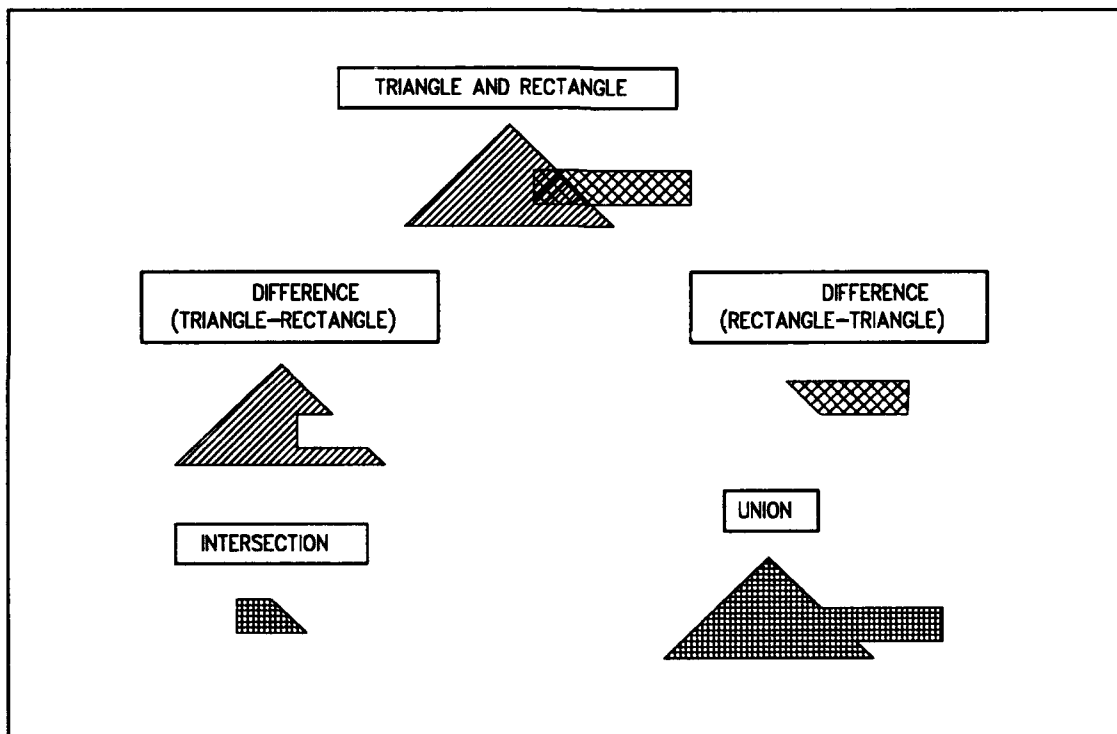 TRIANGLE AND RECTANGLE
DIFFERENCE
(TRIANGLE-RECTANGLE)
DIFFERENCE
(RECTANGLE-TRIANGLE)
INTERSECTION
UNION